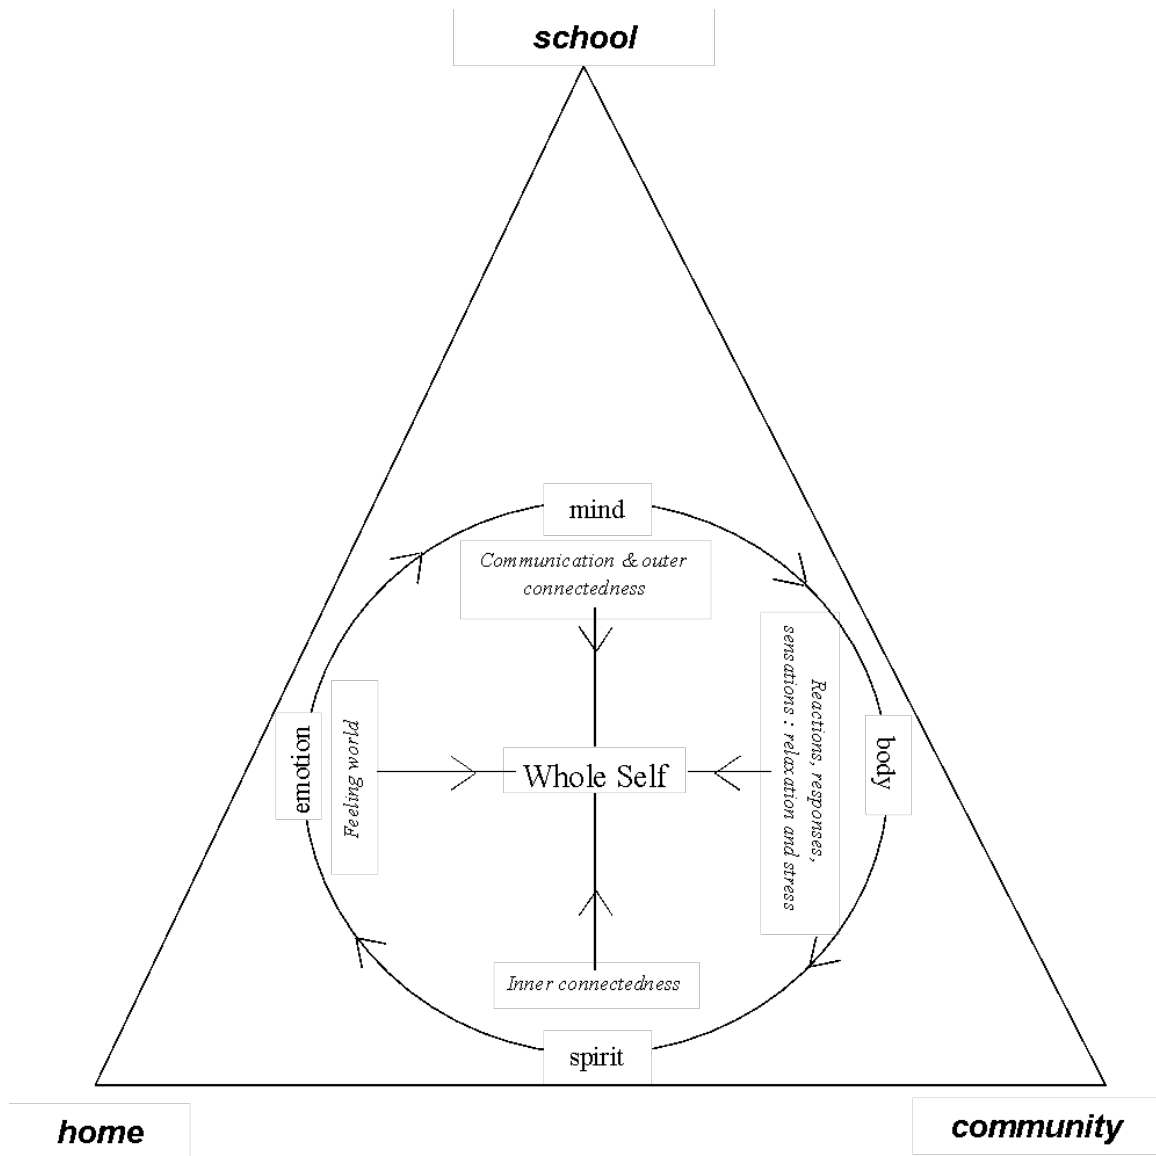 school
mind
Communication & outer
connectedness
emotion
Feeling world
Whole Self
Reactions, responses,
sensations : relaxation and stress
body
Inner connectedness
spirit
home
community